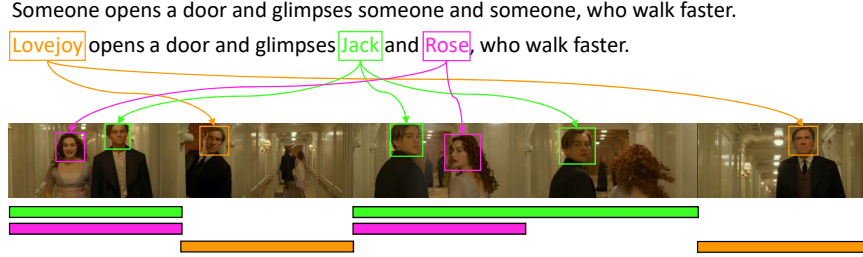 Someone opens a door and glimpses someone and someone, who walk faster.
Lovejoy opens a door and glimpses Jack and Rose, who walk faster.